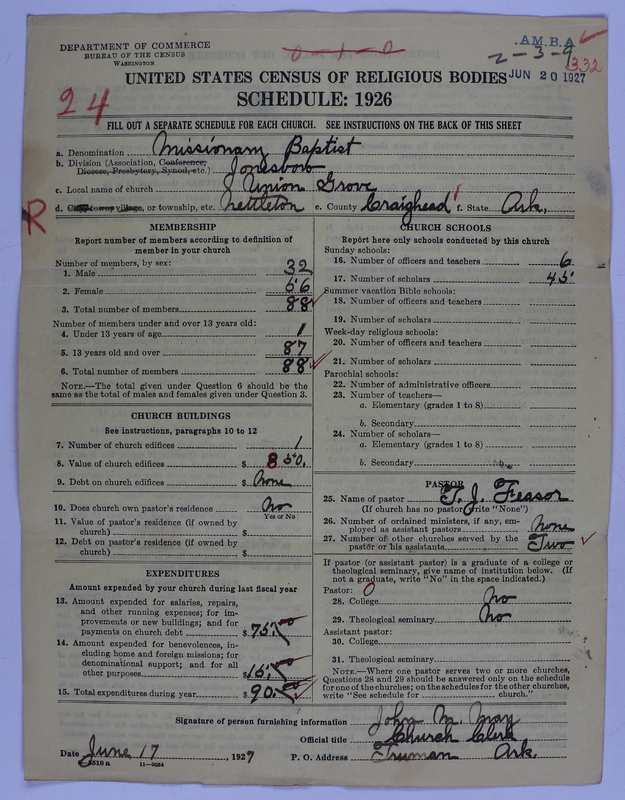 DEPARTMENT OF COMMERCE
BUREAU OF THE CENSUS
WASHINGTON
0-1-0
A.M.B.A.
2-3-9
332
JUN 20 1927
UNITED STATES CENSUS OF RELIGIOUS BODIES
24
SCHEDULE: 1926
FILL OUT A SEPARATE SCHEDULE FOR EACH CHURCH. SEE INSTRUCTIONS ON THE BACK OF THIS SHEET
a. Denomination Missionary Baptist
b. Division (Association, Conference, Diocese, Presbytery, Synod, etc.) Jonesboro
c. Local name of church Union Grove
R
d. City, town, village, or township, etc. Nettleton e. County Craighead f. State Ark.
MEMBERSHIP
Report number of members according to definition of
member in your church
Number of members, by sex:
1. Male 32
2. Female 56
3. Total number of members 88
Number of members under and over 13 years old:
4. Under 13 years of age 1
5. 13 years old and over 87
6. Total number of members 88
NOTE.—The total given under Question 6 should be the
same as the total of males and females given under Question 3.
CHURCH BUILDINGS
See instructions, paragraphs 10 to 12
7. Number of church edifices 1
8. Value of church edifices $ 850.
9. Debt on church edifices $ None
10. Does church own pastor's residence No
Yes or No
11. Value of pastor's residence (if owned by
church) $
12. Debt on pastor's residence (if owned by
church) $
EXPENDITURES
Amount expended by your church during last fiscal year
13. Amount expended for salaries, repairs,
and other running expenses; for im-
provements or new buildings; and for
payments on church debt $ 75.00
14. Amount expended for benevolences, in-
cluding home and foreign missions; for
denominational support; and for all
other purposes $ 15.00
15. Total expenditures during year $ 90.00
CHURCH SCHOOLS
Report here only schools conducted by this church
Sunday schools:
16. Number of officers and teachers 6
17. Number of scholars 45
Summer vacation Bible schools:
18. Number of officers and teachers
19. Number of scholars
Week-day religious schools:
20. Number of officers and teachers
21. Number of scholars
Parochial schools:
22. Number of administrative officers
23. Number of teachers—
a. Elementary (grades 1 to 8)
b. Secondary
24. Number of scholars—
a. Elementary (grades 1 to 8)
b. Secondary
PASTOR
25. Name of pastor T. J. Feasor
(If church has no pastor, write "None")
26. Number of ordained ministers, if any, em-
ployed as assistant pastors None
27. Number of other churches served by the
pastor or his assistants Two
If pastor (or assistant pastor) is a graduate of a college or
theological seminary, give name of institution below. (If
not a graduate, write "No" in the space indicated.)
Pastor: 0
28. College No
29. Theological seminary No
Assistant pastor:
30. College
31. Theological seminary
NOTE.—Where one pastor serves two or more churches,
Questions 28 and 29 should be answered only on the schedule
for one of the churches; on the schedules for the other churches,
write "See schedule for church."
Signature of person furnishing information John M. May
Official title Church Clerk
Date June 17, 1927 P. O. Address Truman Ark.
11—9034